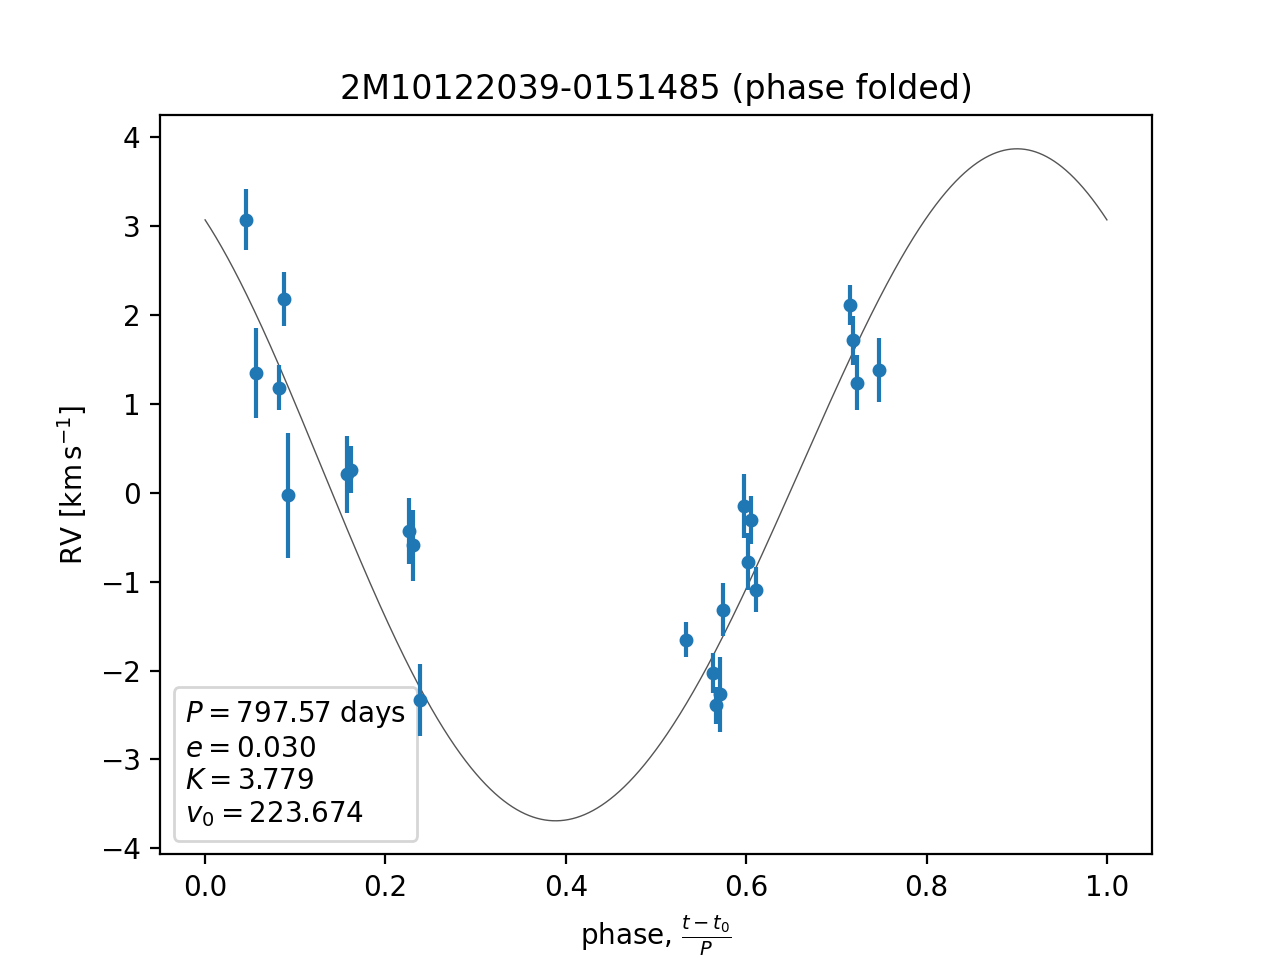 2M10122039-0151485 (phase folded)
4
3
2
1
0
−1
−2
−3
−4
RV [km s⁻¹]
P = 797.57 days
e = 0.030
K = 3.779
v₀ = 223.674
0.0 0.2 0.4 0.6 0.8 1.0
phase, (t − t₀)/P